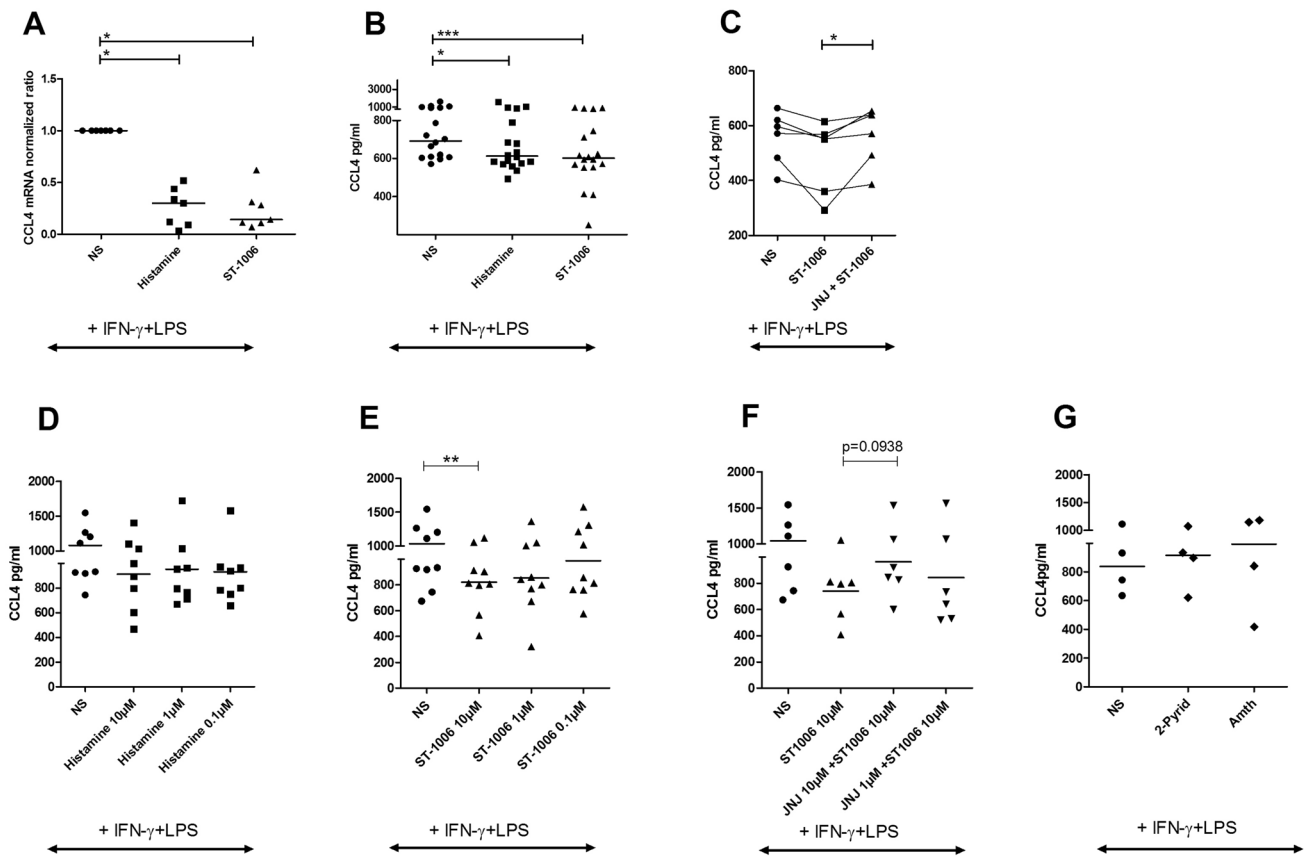 A
*
*
CCL4 mRNA normalized ratio
1.5
1.0
0.5
0.0
NS
Histamine
ST-1006
+ IFN-γ+LPS
B
***
*
CCL4 pg/ml
3000
1000
800
600
400
NS
Histamine
ST-1006
+ IFN-γ+LPS
C
*
CCL4 pg/ml
800
600
400
200
NS
ST-1006
JNJ + ST-1006
+ IFN-γ+LPS
D
CCL4 pg/ml
2000
1500
1000
800
600
400
200
0
NS
Histamine 10µM
Histamine 1µM
Histamine 0.1µM
+ IFN-γ+LPS
E
**
CCL4 pg/ml
2000
1500
1000
800
600
400
200
0
NS
ST-1006 10µM
ST-1006 1µM
ST-1006 0.1µM
+ IFN-γ+LPS
F
p=0.0938
CCL4 pg/ml
2000
1500
1000
800
600
400
200
0
NS
ST1006 10µM
JNJ 10µM +ST1006 10µM
JNJ 1µM +ST1006 10µM
+ IFN-γ+LPS
G
CCL4pg/ml
2000
1500
1000
800
600
400
200
0
NS
2-Pyrid
Amth
+ IFN-γ+LPS